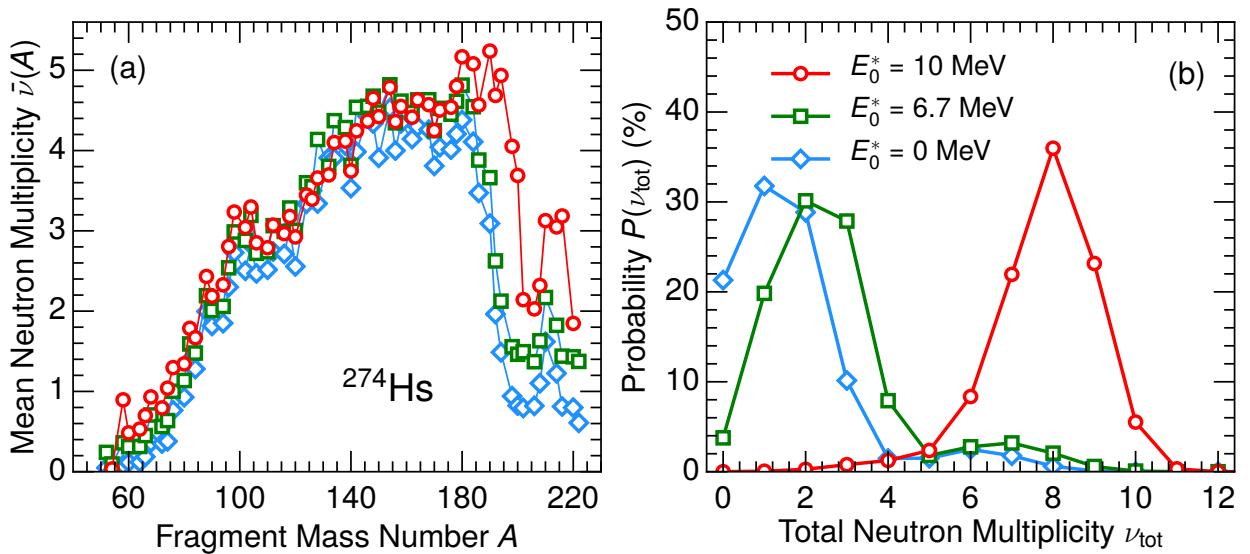 (a)
Mean Neutron Multiplicity ν̄(A)
5
4
3
2
1
0
²⁷⁴Hs
60 100 140 180 220
Fragment Mass Number A
(b)
Probability P(νtot) (%)
50
40
30
20
10
0
E₀* = 10 MeV
E₀* = 6.7 MeV
E₀* = 0 MeV
0 2 4 6 8 10 12
Total Neutron Multiplicity νtot